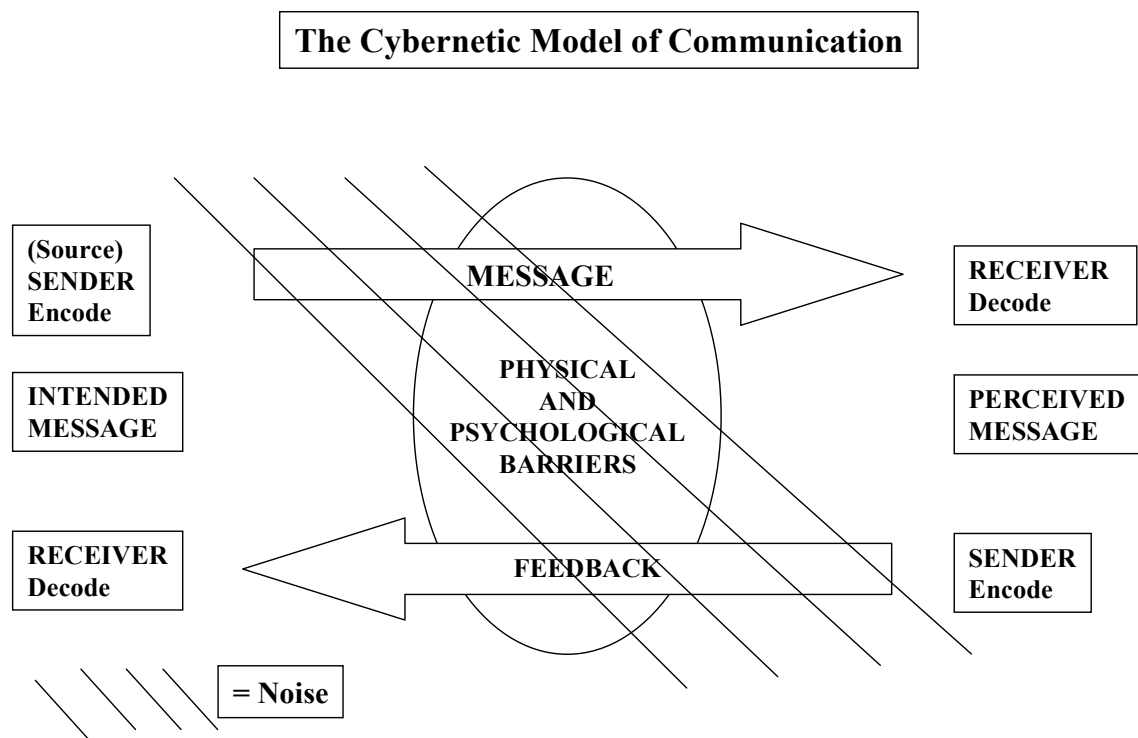 The Cybernetic Model of Communication
(Source)
SENDER
Encode
MESSAGE
RECEIVER
Decode
INTENDED
MESSAGE
PHYSICAL
AND
PSYCHOLOGICAL
BARRIERS
PERCEIVED
MESSAGE
RECEIVER
Decode
FEEDBACK
SENDER
Encode
= Noise